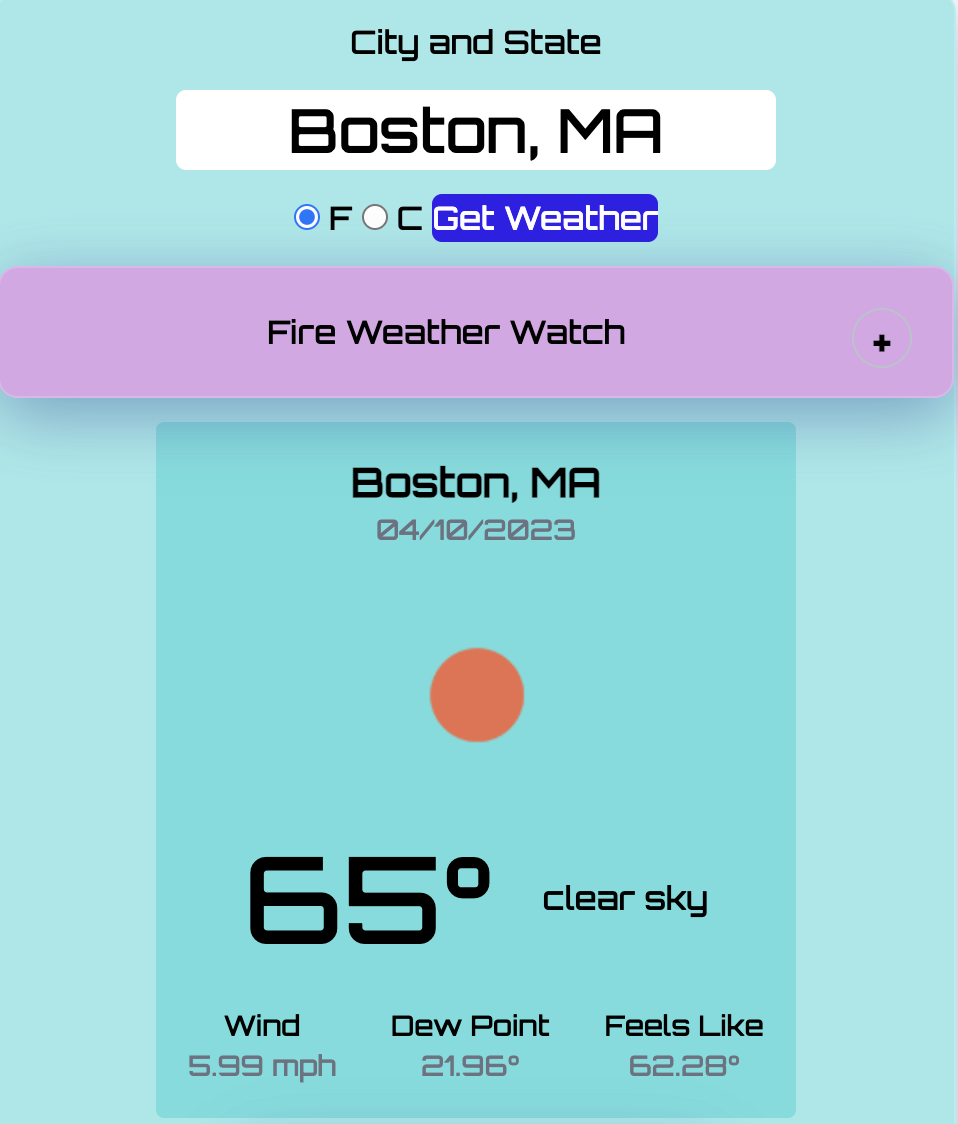 City and State
Boston, MA
F C Get Weather
Fire Weather Watch +
Boston, MA
04/10/2023
65° clear sky
Wind Dew Point Feels Like
5.99 mph 21.96° 62.28°